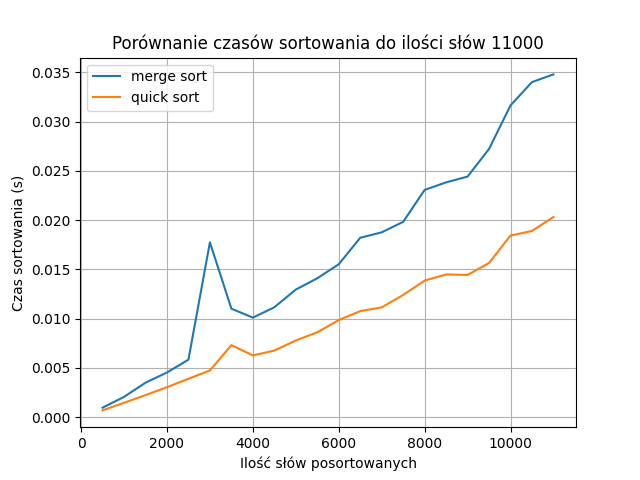 Porównanie czasów sortowania do ilości słów 11000
merge sort
quick sort
0.035
0.030
0.025
0.020
0.015
0.010
0.005
0.000
Czas sortowania (s)
0 2000 4000 6000 8000 10000
Ilość słów posortowanych